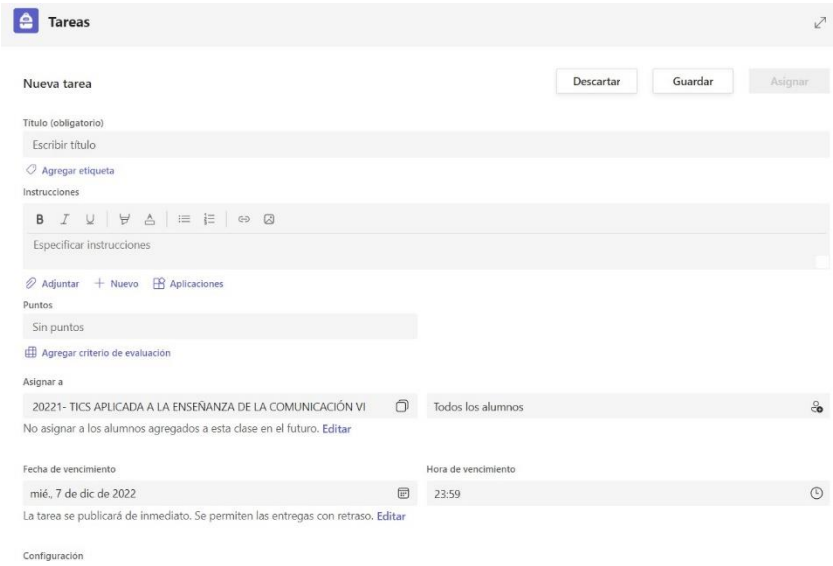 Tareas
Nueva tarea
Descartar
Guardar
Asignar
Título (obligatorio)
Escribir título
Agregar etiqueta
Instrucciones
B I U A
Especificar instrucciones
Adjuntar + Nuevo Aplicaciones
Puntos
Sin puntos
Agregar criterio de evaluación
Asignar a
20221- TICS APLICADA A LA ENSEÑANZA DE LA COMUNICACIÓN VI
Todos los alumnos
No asignar a los alumnos agregados a esta clase en el futuro. Editar
Fecha de vencimiento
Hora de vencimiento
mié., 7 de dic de 2022
23:59
La tarea se publicará de inmediato. Se permiten las entregas con retraso. Editar
Configuración